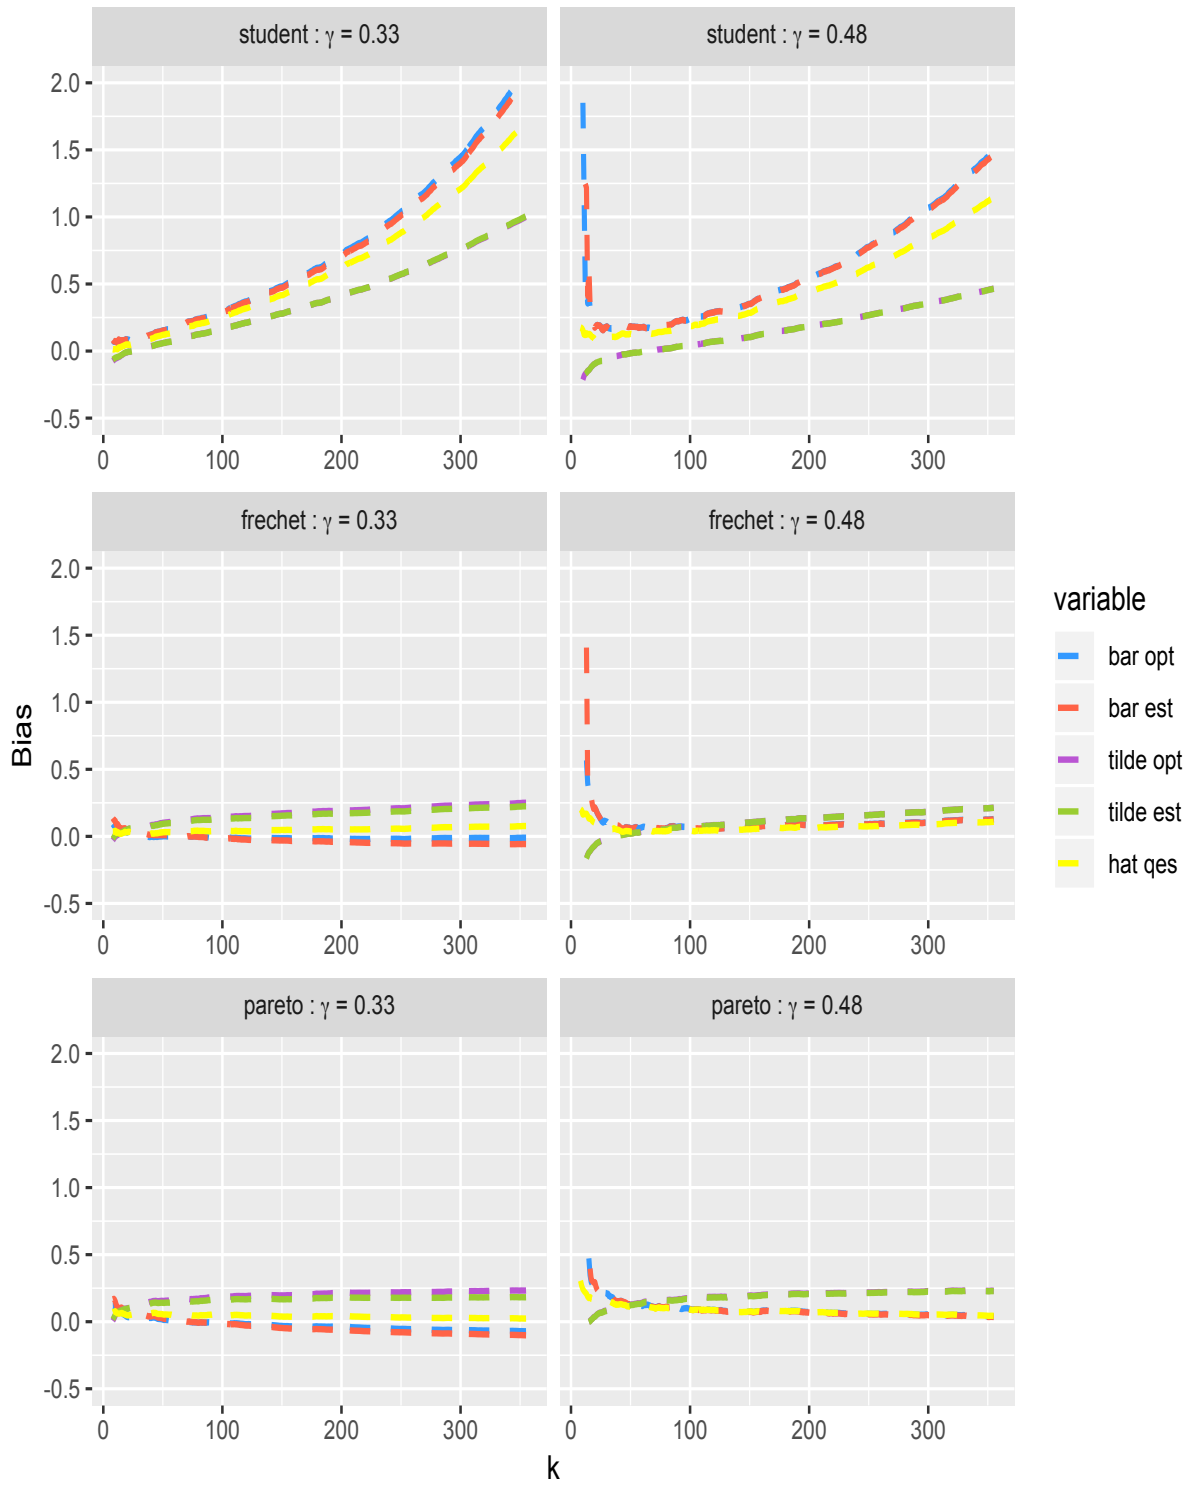 student : γ = 0.33
student : γ = 0.48
2.0
1.5
1.0
0.5
0.0
-0.5
0 100 200 300
0 100 200 300
frechet : γ = 0.33
frechet : γ = 0.48
2.0
1.5
1.0
0.5
0.0
-0.5
0 100 200 300
0 100 200 300
pareto : γ = 0.33
pareto : γ = 0.48
2.0
1.5
1.0
0.5
0.0
-0.5
0 100 200 300
0 100 200 300
Bias
k
variable
bar opt
bar est
tilde opt
tilde est
hat qes